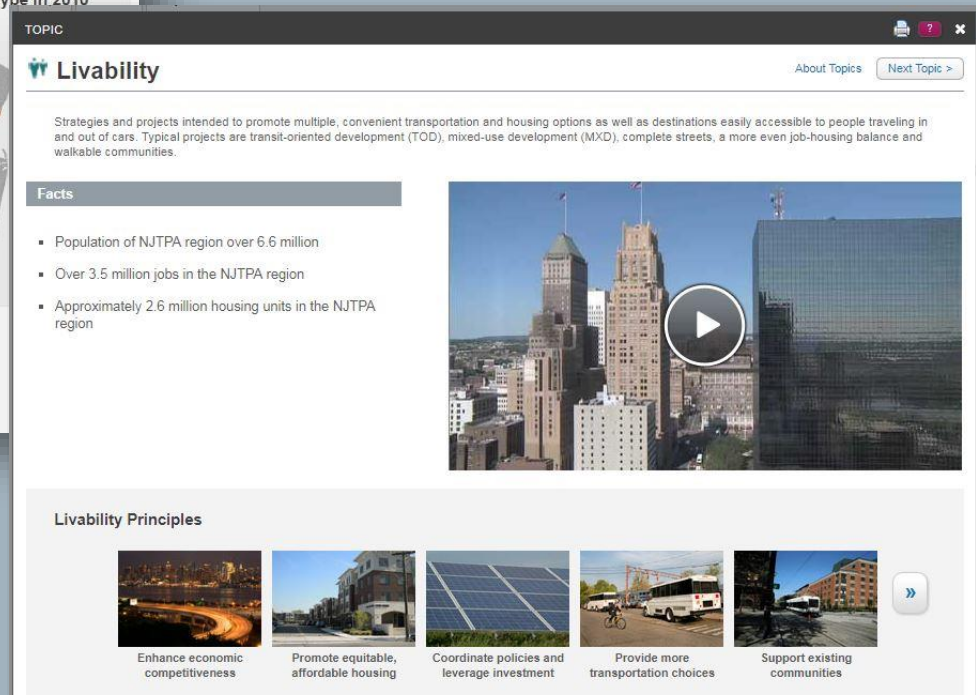 ype in 2010
TOPIC
?
Livability
About Topics
Next Topic >
Strategies and projects intended to promote multiple, convenient transportation and housing options as well as destinations easily accessible to people traveling in
and out of cars. Typical projects are transit-oriented development (TOD), mixed-use development (MXD), complete streets, a more even job-housing balance and
walkable communities.
Facts
▪ Population of NJTPA region over 6.6 million
▪ Over 3.5 million jobs in the NJTPA region
▪ Approximately 2.6 million housing units in the NJTPA
region
Livability Principles
Enhance economic
competitiveness
Promote equitable,
affordable housing
Coordinate policies and
leverage investment
Provide more
transportation choices
Support existing
communities
»